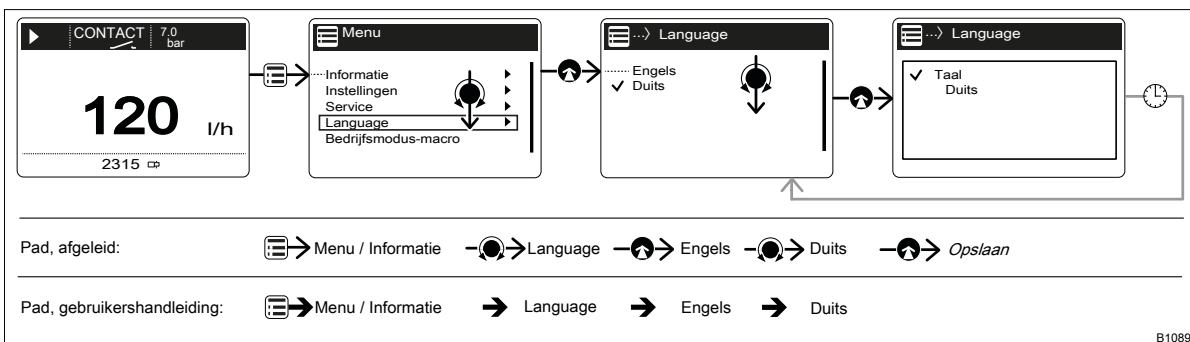 CONTACT 7.0 bar
120 l/h
2315
Menu
Informatie
Instellingen
Service
Language
Bedrijfsmodus-macro
...› Language
Engels
Duits
...› Language
Taal
Duits
Pad, afgeleid: Menu / Informatie Language Engels Duits Opslaan
Pad, gebruikershandleiding: Menu / Informatie Language Engels Duits
B1089